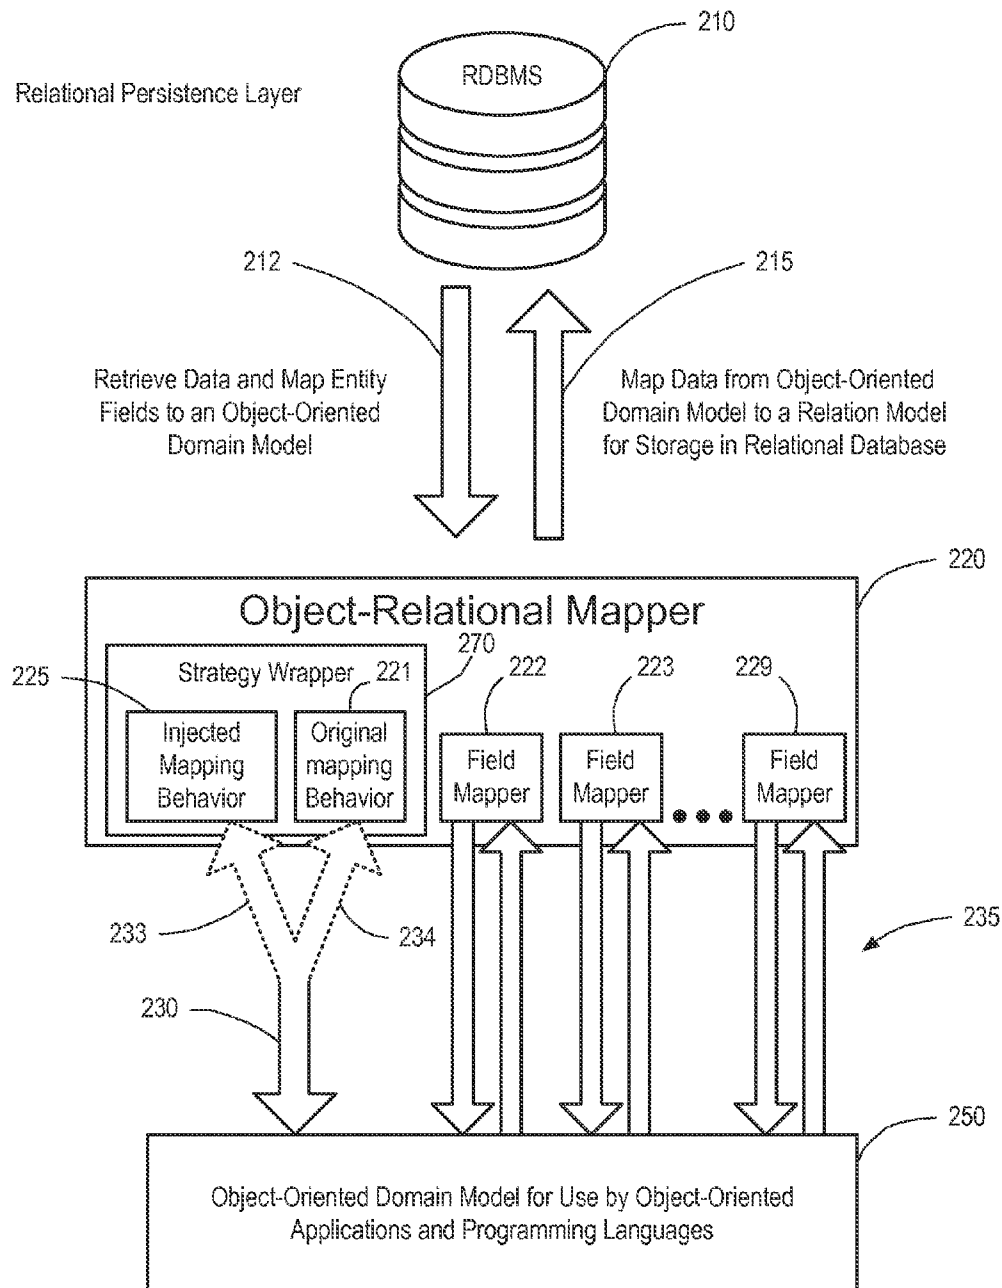 210
RDBMS
Relational Persistence Layer
212
215
Retrieve Data and Map Entity
Fields to an Object-Oriented
Domain Model
Map Data from Object-Oriented
Domain Model to a Relation Model
for Storage in Relational Database
220
Object-Relational Mapper
270
225
Strategy Wrapper
221
222
223
229
Injected
Mapping
Behavior
Original
mapping
Behavior
Field
Mapper
Field
Mapper
Field
Mapper
233
234
235
230
250
Object-Oriented Domain Model for Use by Object-Oriented
Applications and Programming Languages